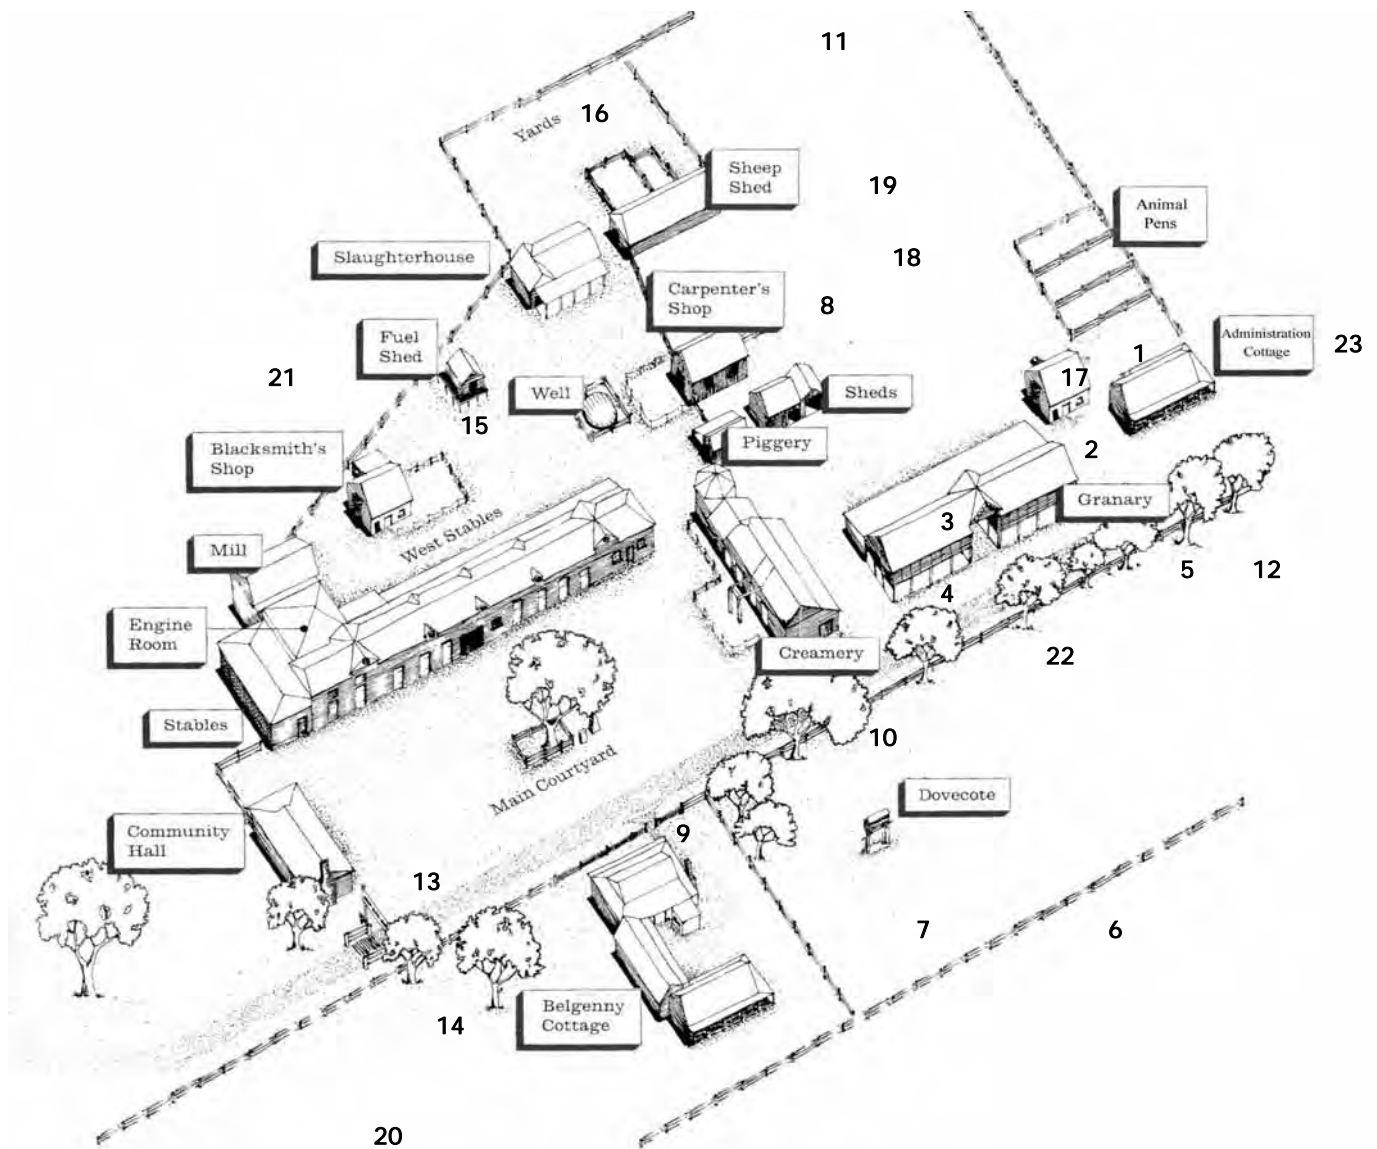 11
16
Yards
Sheep
Shed
19
Animal
Pens
Slaughterhouse
18
Carpenter's
Shop
8
Fuel
Shed
Administration
Cottage
23
1
21
17
Well
Sheds
15
Blacksmith's
Shop
Piggery
2
Granary
West Stables
3
Mill
5
12
4
Engine
Room
Creamery
22
Stables
10
Main Courtyard
Dovecote
Community
Hall
9
13
7
6
Belgenny
Cottage
14
20